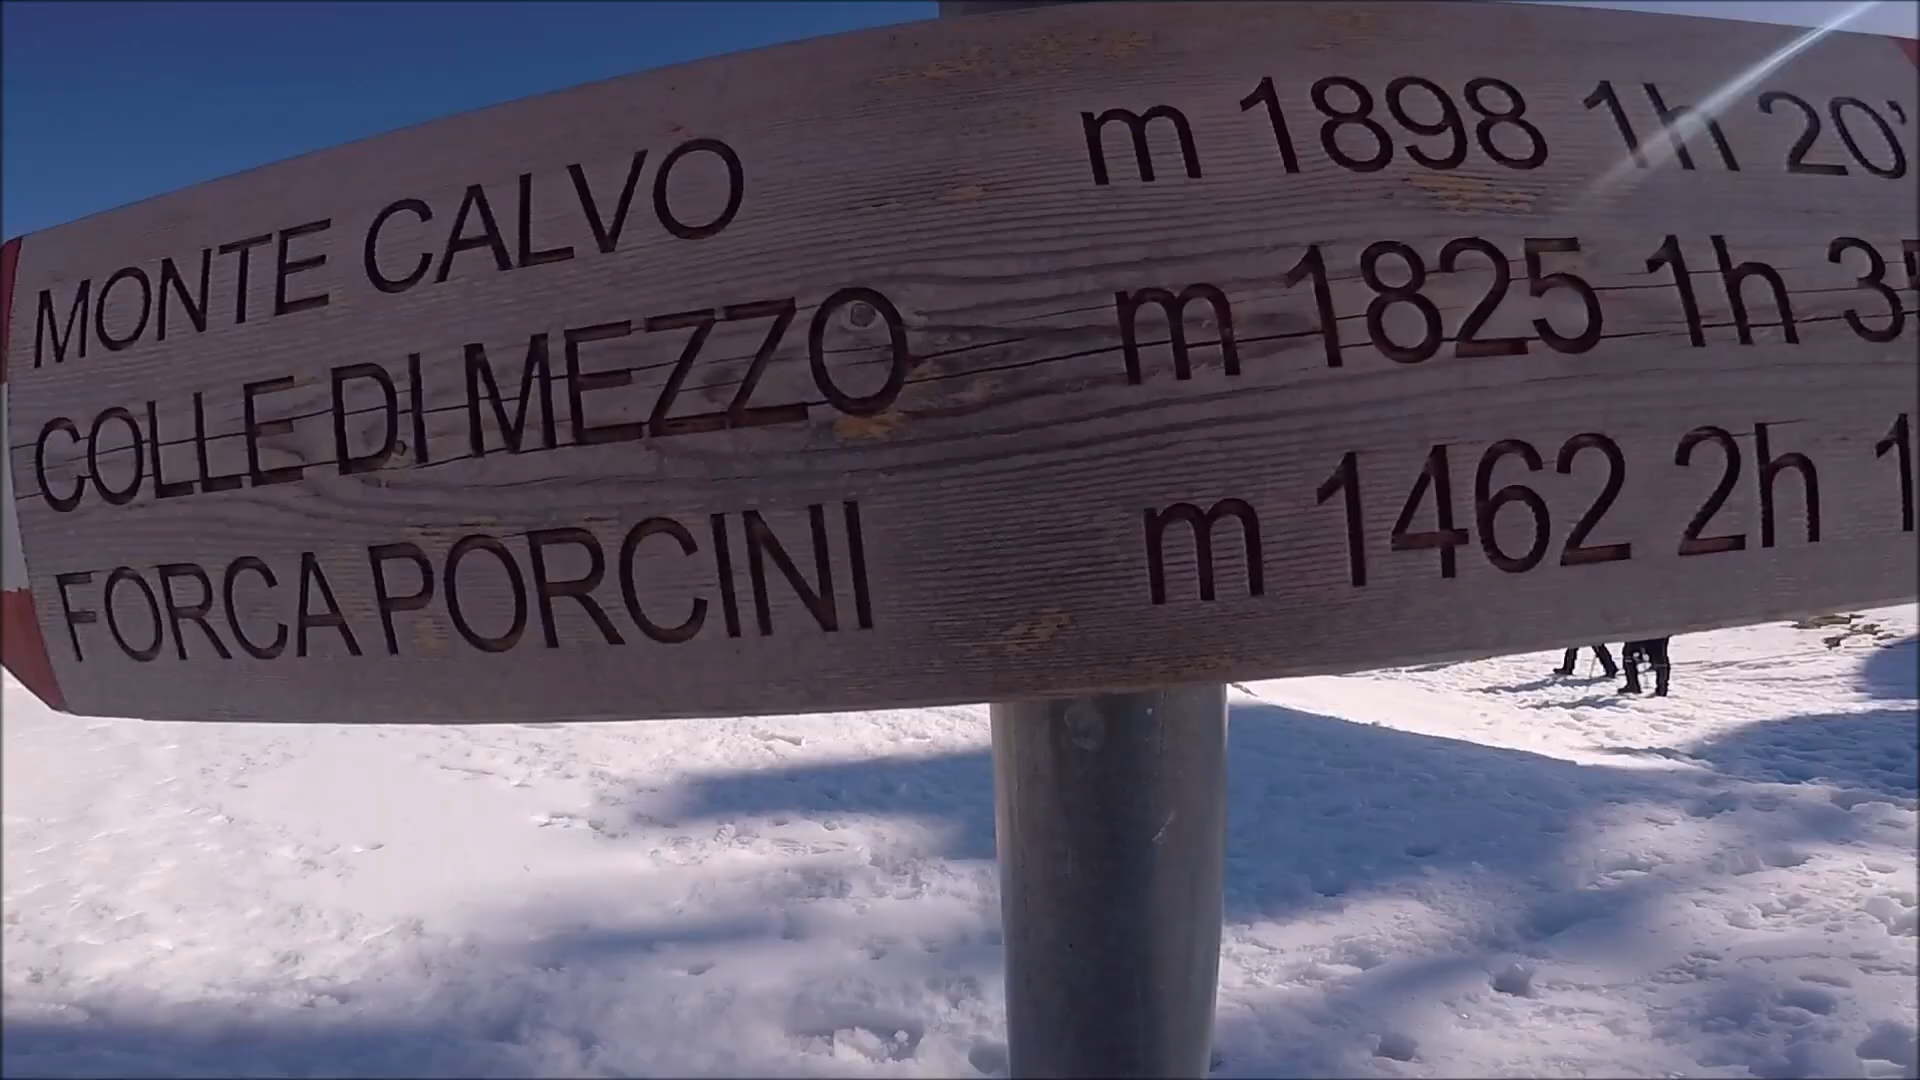 MONTE CALVO m 1898 1h 20'
COLLE DI MEZZO m 1825 1h
FORCA PORCINI m 1462 2h